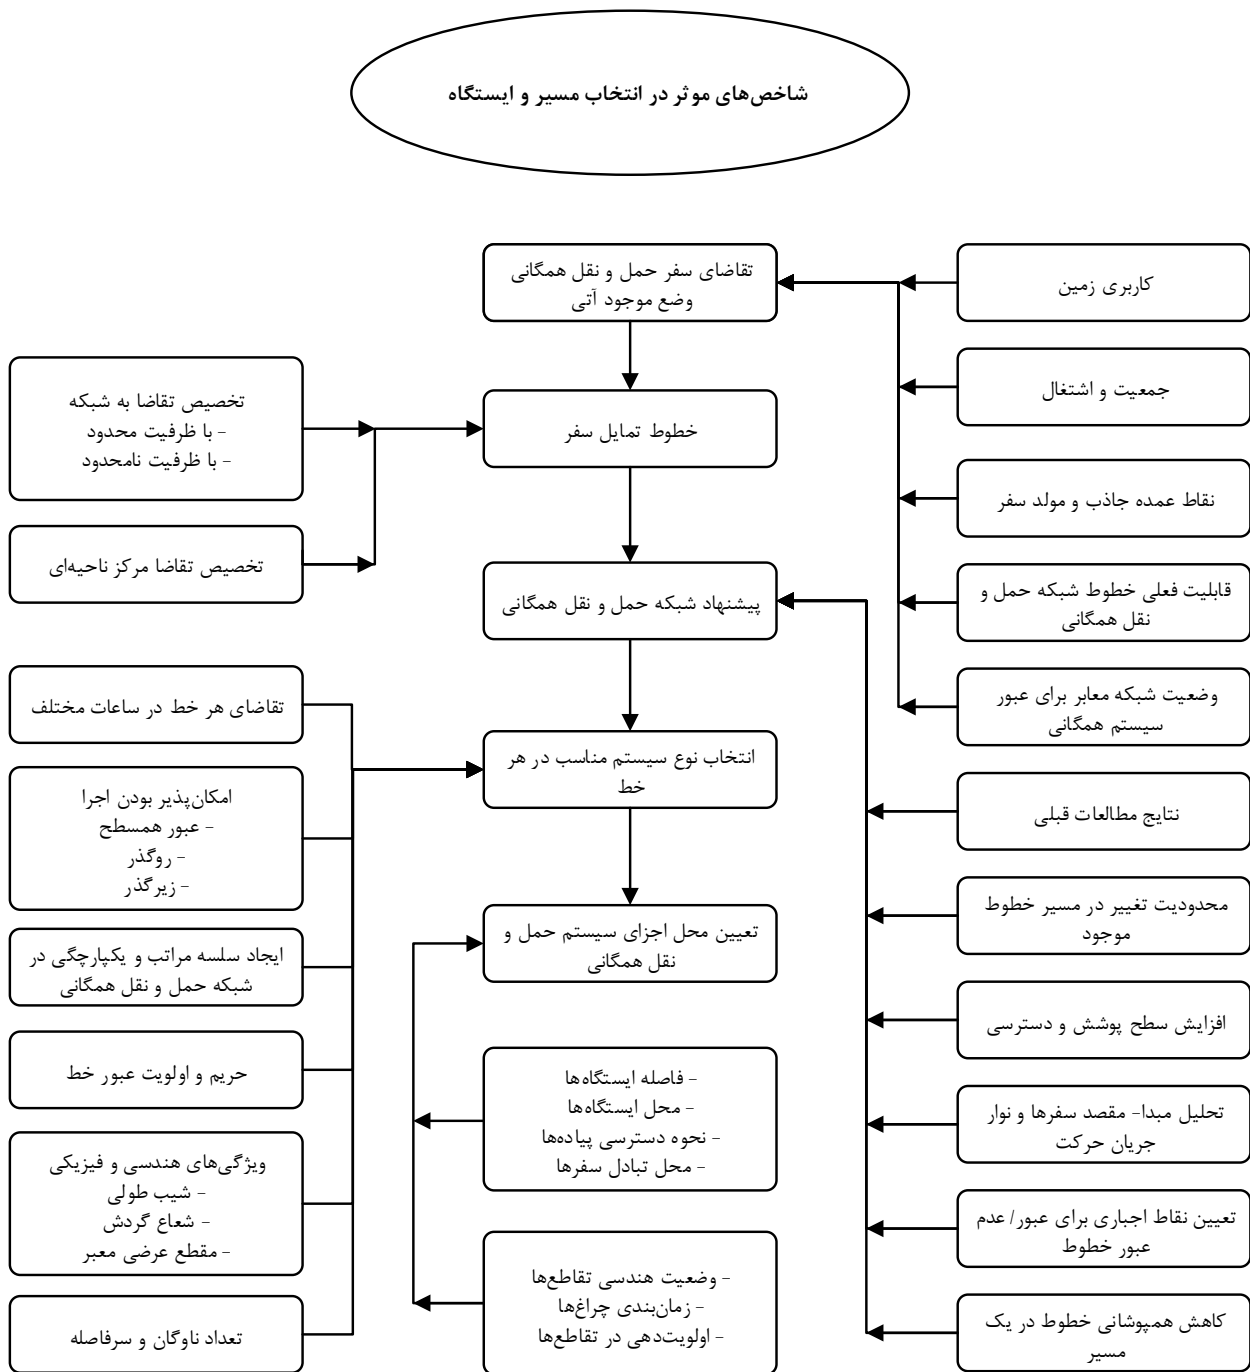 شاخص‌های موثر در انتخاب مسیر و ایستگاه
کاربری زمین
جمعیت و اشتغال
نقاط عمده جاذب و مولد سفر
قابلیت فعلی خطوط شبکه حمل و
نقل همگانی
وضعیت شبکه معابر برای عبور
سیستم همگانی
نتایج مطالعات قبلی
محدودیت تغییر در مسیر خطوط
موجود
افزایش سطح پوشش و دسترسی
تحلیل مبدا- مقصد سفرها و نوار
جریان حرکت
تعیین نقاط اجباری برای عبور/ عدم
عبور خطوط
کاهش همپوشانی خطوط در یک
مسیر
تقاضای سفر حمل و نقل همگانی
وضع موجود آتی
خطوط تمایل سفر
پیشنهاد شبکه حمل و نقل همگانی
انتخاب نوع سیستم مناسب در هر
خط
تعیین محل اجزای سیستم حمل و
نقل همگانی
- فاصله ایستگاه‌ها
- محل ایستگاه‌ها
- نحوه دسترسی پیاده‌ها
- محل تبادل سفرها
- وضعیت هندسی تقاطع‌ها
- زمان‌بندی چراغ‌ها
- اولویت‌دهی در تقاطع‌ها
تخصیص تقاضا به شبکه
- با ظرفیت محدود
- با ظرفیت نامحدود
تخصیص تقاضا مرکز ناحیه‌ای
تقاضای هر خط در ساعات مختلف
امکان‌پذیر بودن اجرا
- عبور همسطح
- روگذر
- زیرگذر
ایجاد سلسه مراتب و یکپارچگی در
شبکه حمل و نقل همگانی
حریم و اولویت عبور خط
ویژگی‌های هندسی و فیزیکی
- شیب طولی
- شعاع گردش
- مقطع عرضی معبر
تعداد ناوگان و سرفاصله